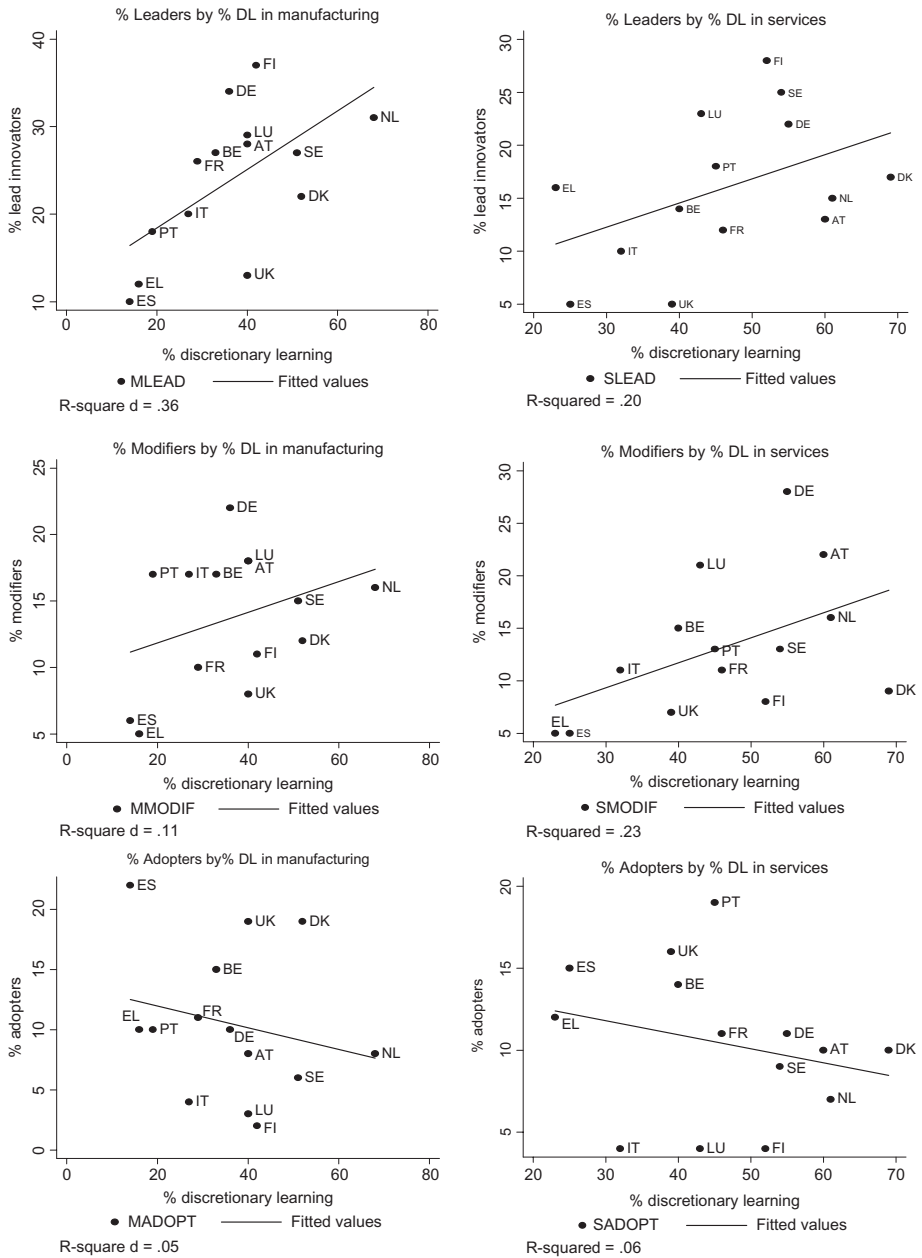 % Leaders by % DL in manufacturing
% lead innovators
40
30
20
10
FI
DE
NL
LU
AT
BE
SE
FR
DK
IT
PT
EL
UK
ES
0 20 40 60 80
% discretionary learning
MLEAD Fitted values
R-square d = .36
% Leaders by % DL in services
% lead innovators
30
25
20
15
10
5
FI
SE
LU
DE
PT
DK
EL
NL
BE
AT
FR
IT
ES
UK
20 30 40 50 60 70
% discretionary learning
SLEAD Fitted values
R-squared = .20
% Modifiers by % DL in manufacturing
% modifiers
25
20
15
10
5
DE
LU
AT
PT
IT
BE
NL
SE
DK
FI
FR
UK
ES
EL
0 20 40 60 80
% discretionary learning
MMODIF Fitted values
R-square d = .11
% Modifiers by % DL in services
% modifiers
30
25
20
15
10
5
DE
AT
LU
NL
BE
PT
SE
IT
FR
DK
FI
UK
EL
ES
20 30 40 50 60 70
% discretionary learning
SMODIF Fitted values
R-squared = .23
% Adopters by% DL in manufacturing
% adopters
20
15
10
5
0
ES
UK
DK
BE
FR
EL
PT
DE
AT
NL
SE
IT
LU
FI
0 20 40 60 80
% discretionary learning
MADOPT Fitted values
R-square d = .05
% Adopters by % DL in services
% adopters
20
15
10
5
PT
UK
ES
BE
EL
FR
DE
AT
DK
SE
NL
IT
LU
FI
20 30 40 50 60 70
% discretionary learning
SADOPT Fitted values
R-squared = .06